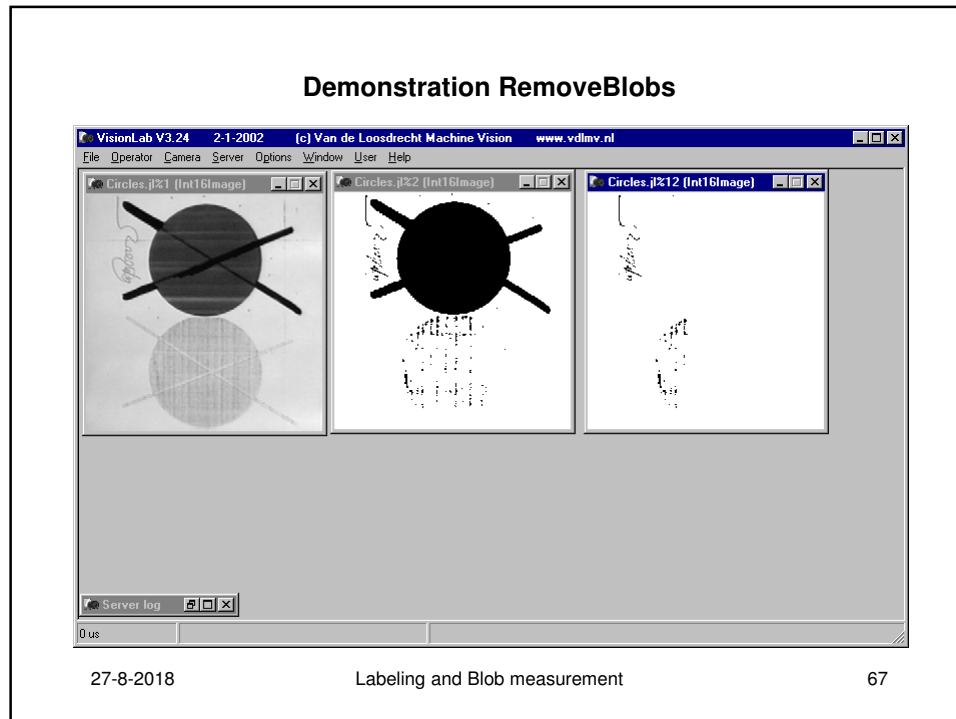 Demonstration RemoveBlobs
VisionLab V3.24 2-1-2002 (c) Van de Loosdrecht Machine Vision www.vdlmv.nl
File Operator Camera Server Options Window User Help
Circles.jl%1 (Int16Image) Circles.jl%2 (Int16Image) Circles.jl%12 (Int16Image)
Server log
0 us
27-8-2018 Labeling and Blob measurement 67